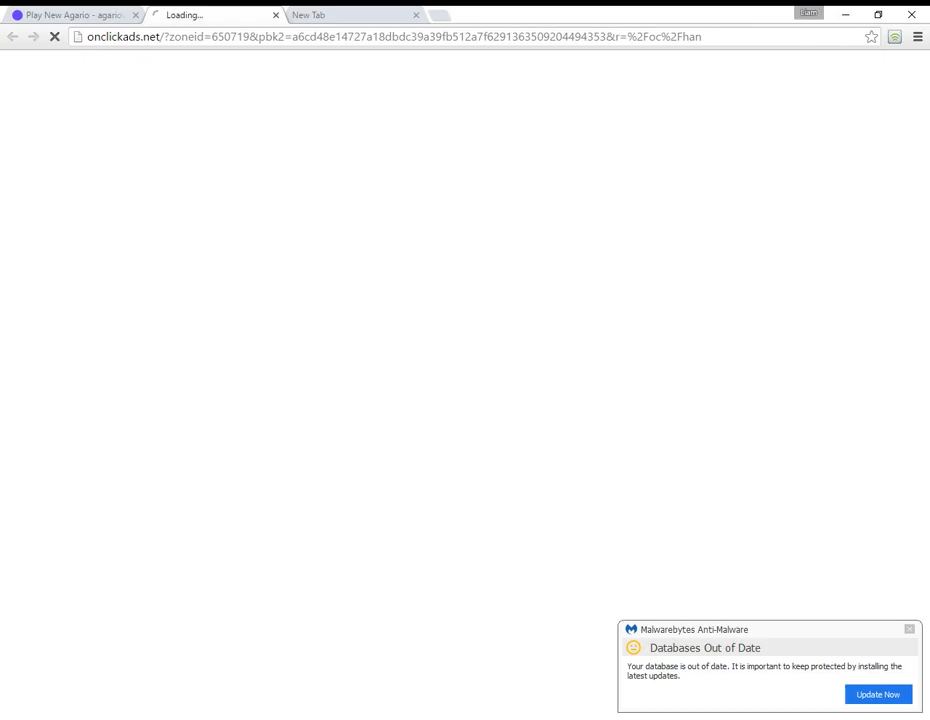 Play New Agario - agario
Loading...
New Tab
Liam
onclickads.net/?zoneid=650719&pbk2=a6cd48e14727a18dbdc39a39fb512a7f6291363509204494353&r=%2Foc%2Fhan
Malwarebytes Anti-Malware
Databases Out of Date
Your database is out of date. It is important to keep protected by installing the
latest updates.
Update Now